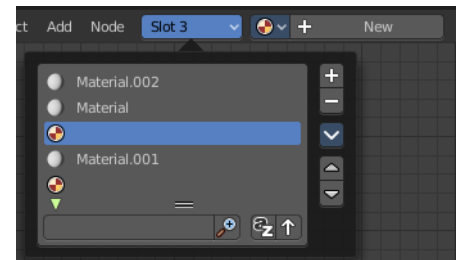 ct Add Node Slot 3 New
Material.002
Material
Material.001